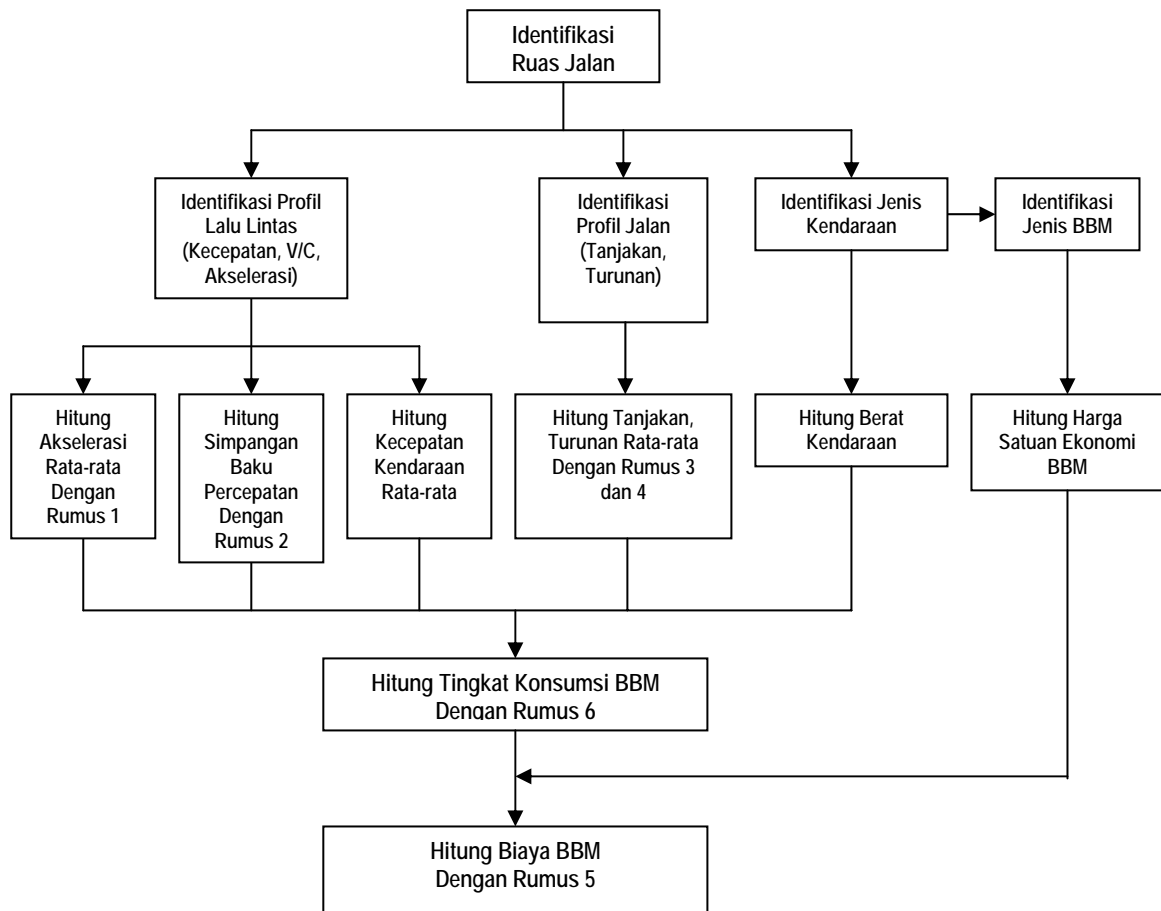 Identifikasi
Ruas Jalan
Identifikasi Profil
Lalu Lintas
(Kecepatan, V/C,
Akselerasi)
Identifikasi
Profil Jalan
(Tanjakan,
Turunan)
Identifikasi Jenis
Kendaraan
Identifikasi
Jenis BBM
Hitung
Akselerasi
Rata-rata
Dengan
Rumus 1
Hitung
Simpangan
Baku
Percepatan
Dengan
Rumus 2
Hitung
Kecepatan
Kendaraan
Rata-rata
Hitung Tanjakan,
Turunan Rata-rata
Dengan Rumus 3
dan 4
Hitung Berat
Kendaraan
Hitung Harga
Satuan Ekonomi
BBM
Hitung Tingkat Konsumsi BBM
Dengan Rumus 6
Hitung Biaya BBM
Dengan Rumus 5